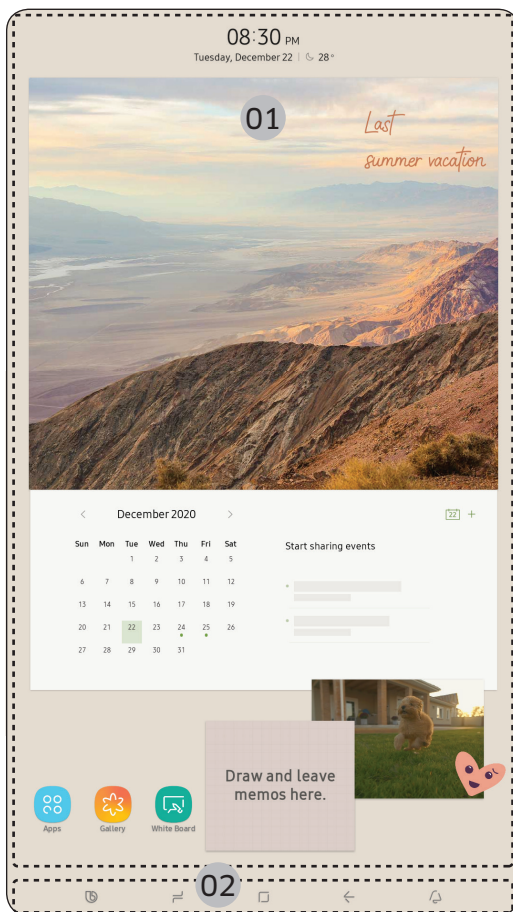 08:30 PM
Tuesday, December 22 | 28°
01
Last
summer vacation
December 2020
22
Sun Mon Tue Wed Thu Fri Sat
1 2 3 4 5
6 7 8 9 10 11 12
13 14 15 16 17 18 19
20 21 22 23 24 25 26
27 28 29 30 31
Start sharing events
Draw and leave
memos here.
Apps Gallery White Board
02